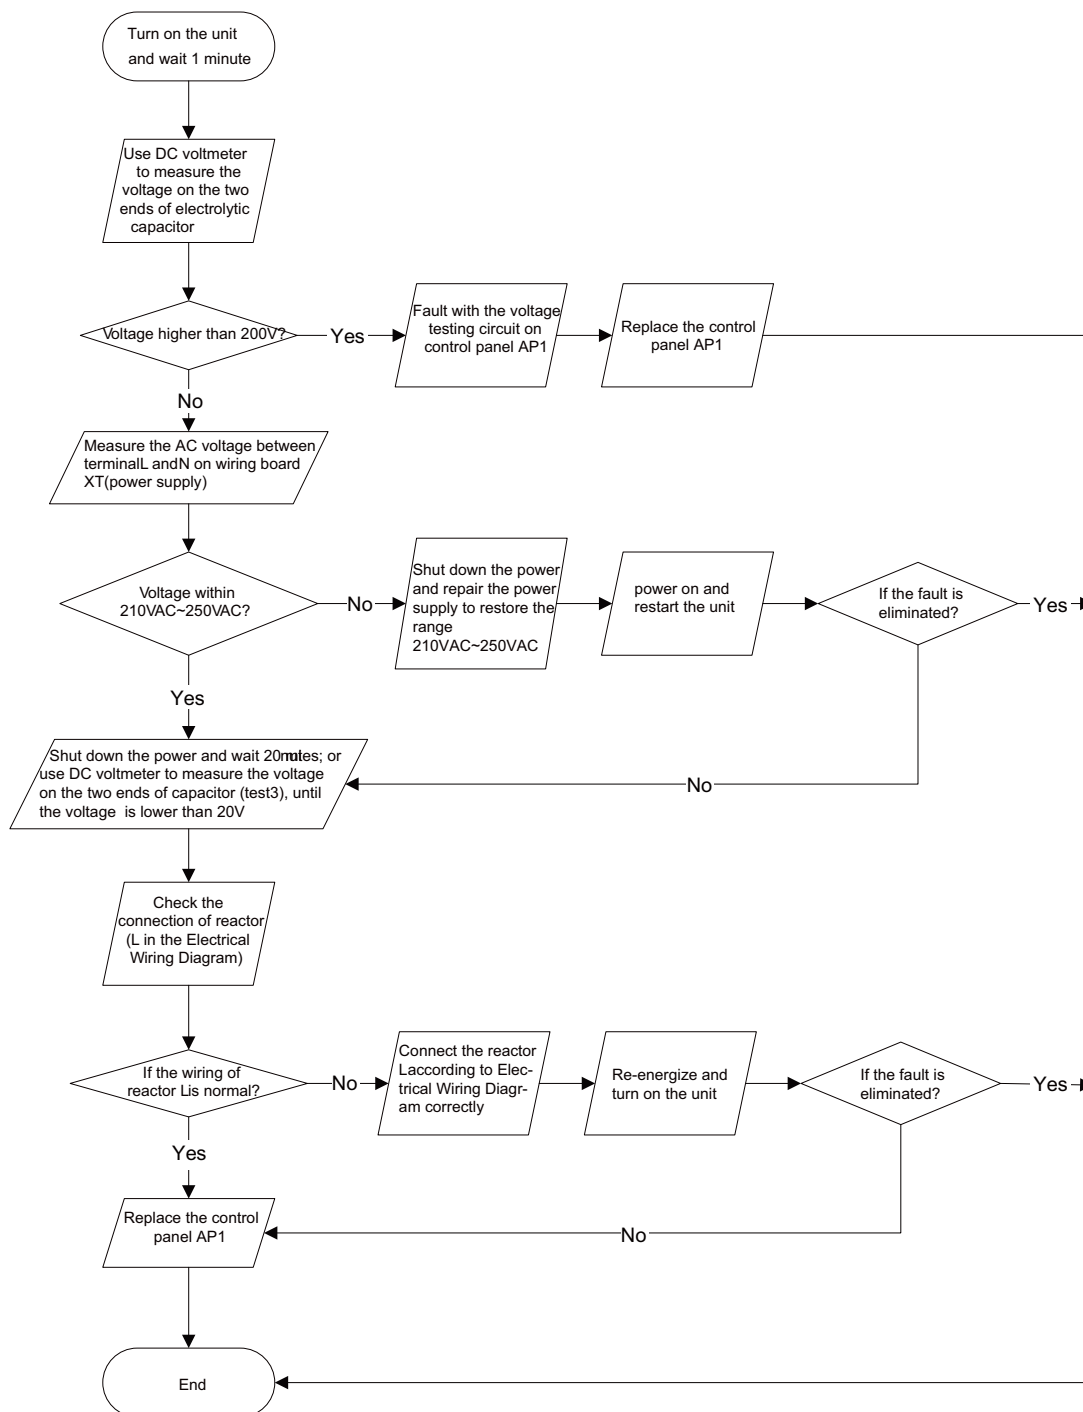 Turn on the unit
and wait 1 minute
Use DC voltmeter
to measure the
voltage on the two
ends of electrolytic
capacitor
Voltage higher than 200V?
Yes
Fault with the voltage
testing circuit on
control panel AP1
Replace the control
panel AP1
No
Measure the AC voltage between
terminalL andN on wiring board
XT(power supply)
Voltage within
210VAC~250VAC?
No
Shut down the power
and repair the power
supply to restore the
range
210VAC~250VAC
power on and
restart the unit
If the fault is
eliminated?
Yes
Yes
No
Shut down the power and wait 20 or
use DC voltmeter to measure the voltage
on the two ends of capacitor (test3), until
the voltage is lower than 20V
Check the
connection of reactor
(L in the Electrical
Wiring Diagram)
If the wiring of
reactor Lis normal?
No
Connect the reactor
Laccording to Elec-
trical Wiring Diagr-
am correctly
Re-energize and
turn on the unit
If the fault is
eliminated?
Yes
Yes
No
Replace the control
panel AP1
End